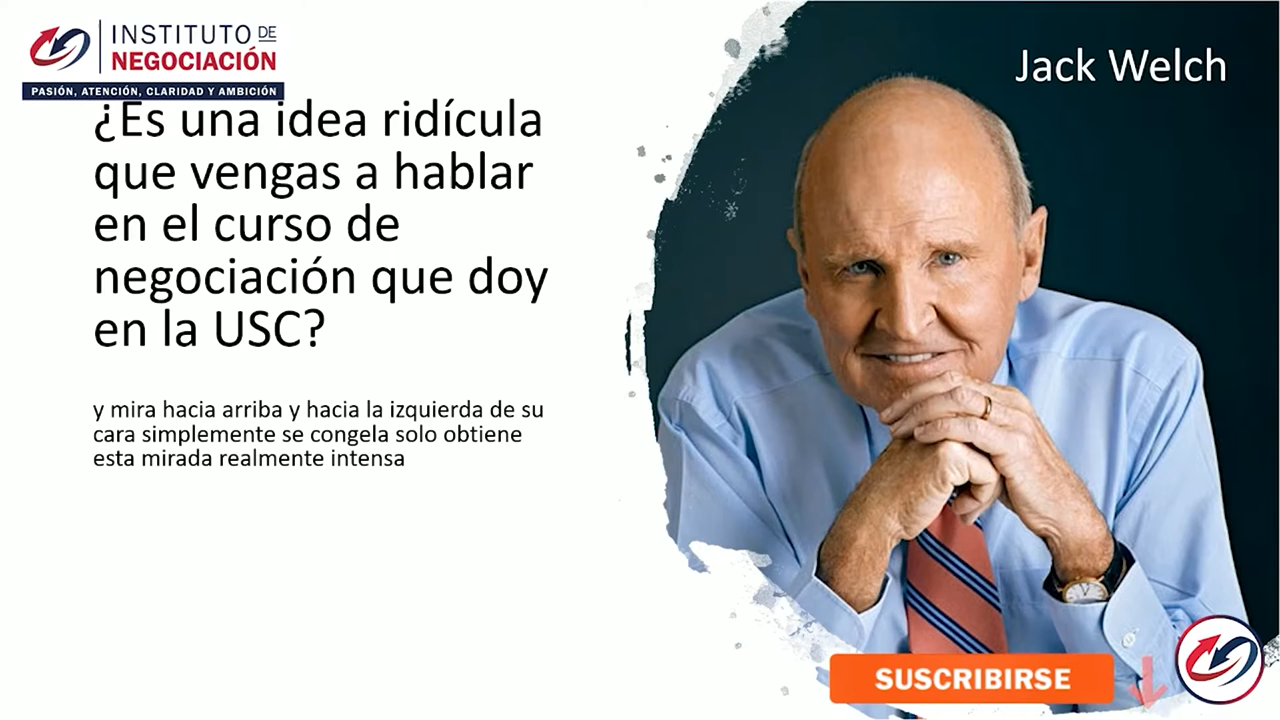 INSTITUTO DE
NEGOCIACIÓN
PASIÓN, ATENCIÓN, CLARIDAD Y AMBICIÓN
¿Es una idea ridícula
que vengas a hablar
en el curso de
negociación que doy
en la USC?
y mira hacia arriba y hacia la izquierda de su
cara simplemente se congela solo obtiene
esta mirada realmente intensa
Jack Welch
SUSCRIBIRSE